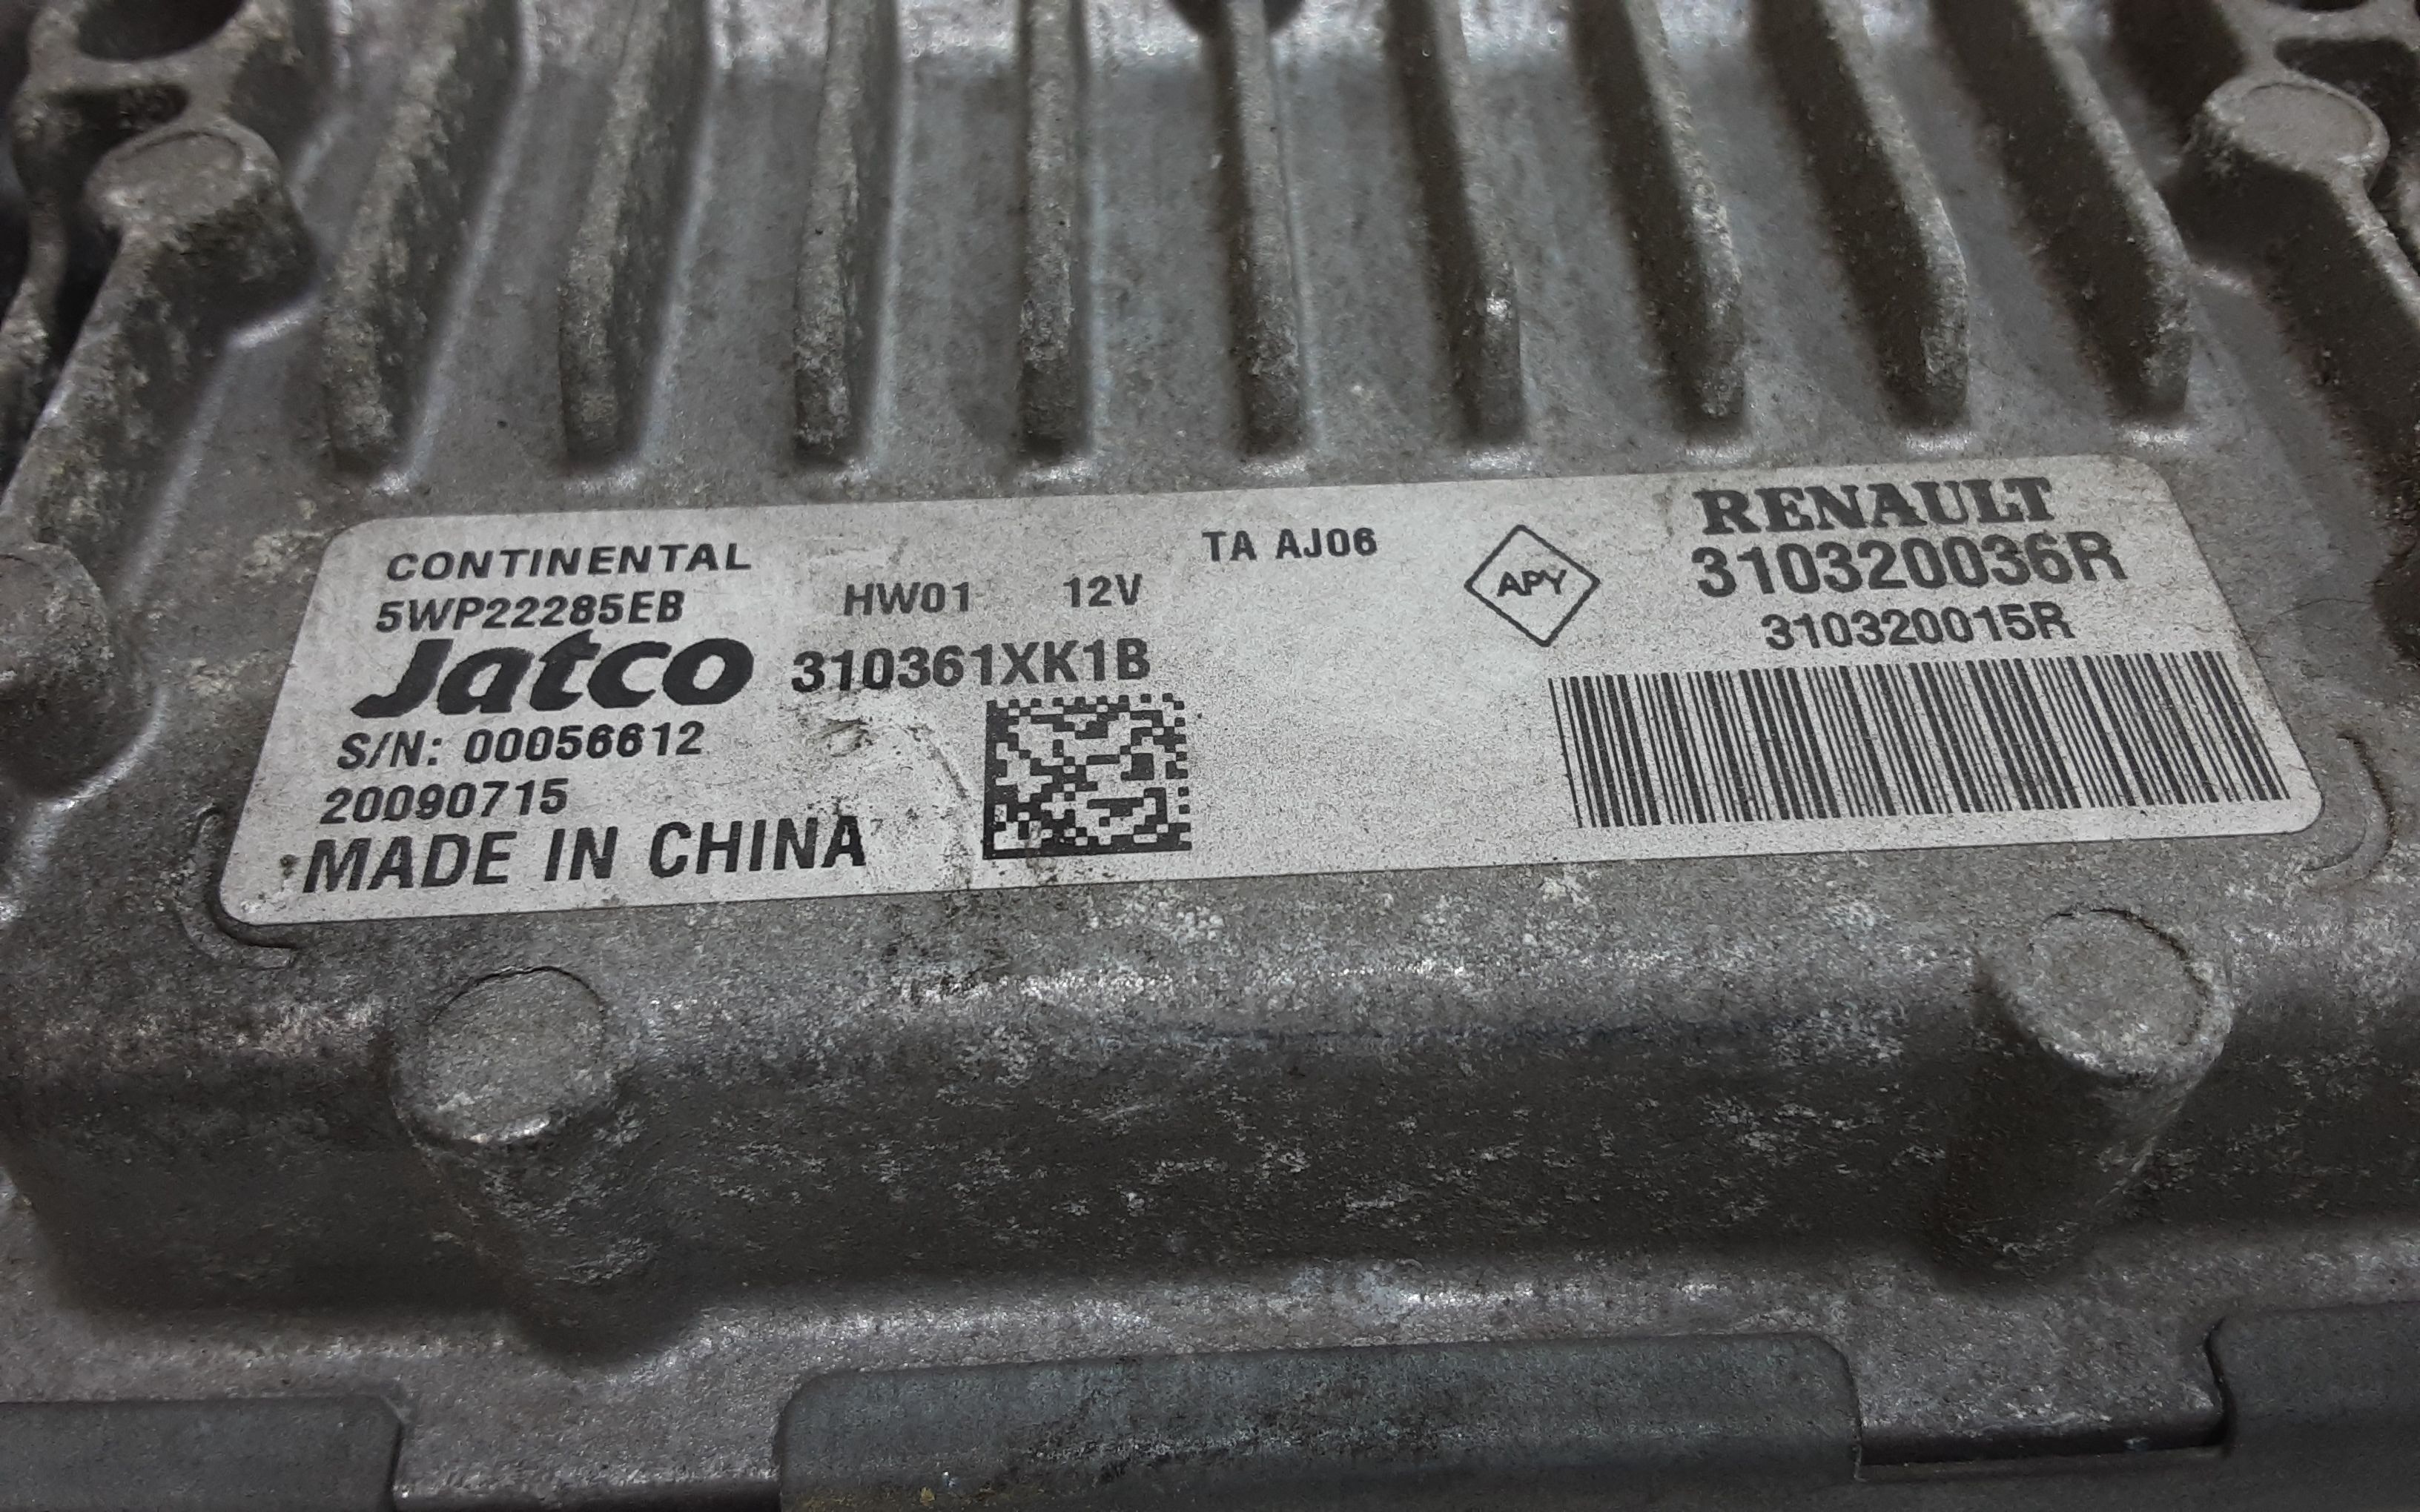 CONTINENTAL
5WP22285EB HW01 12V
TA AJ06
Jatco 310361XK1B
S/N: 00056612
20090715
MADE IN CHINA
APY
RENAULT
310320036R
310320015R